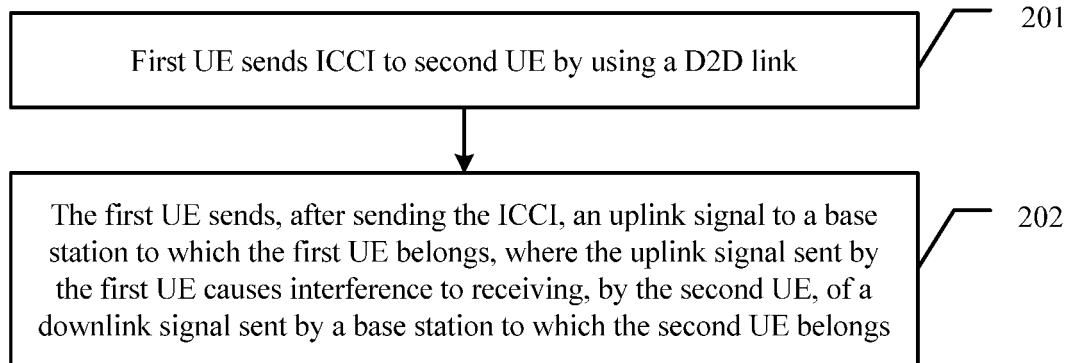 201
First UE sends ICCI to second UE by using a D2D link
202
The first UE sends, after sending the ICCI, an uplink signal to a base
station to which the first UE belongs, where the uplink signal sent by
the first UE causes interference to receiving, by the second UE, of a
downlink signal sent by a base station to which the second UE belongs